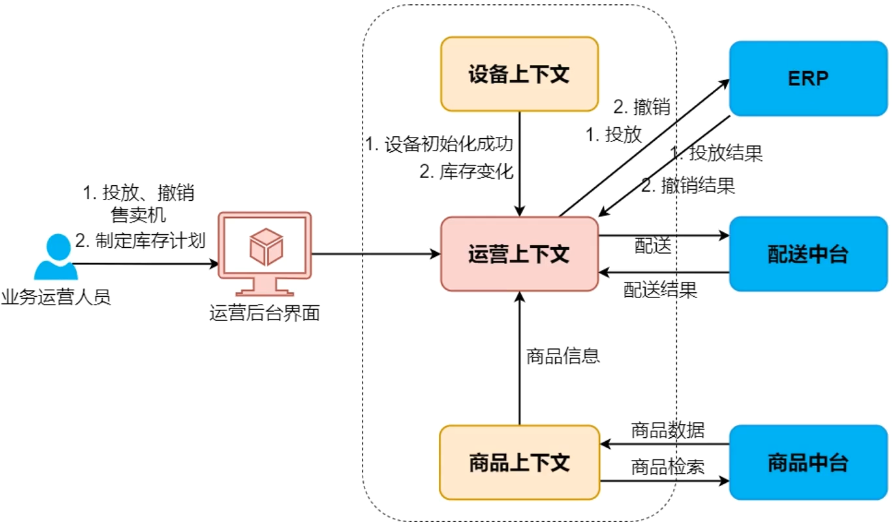 设备上下文
ERP
2. 撤销
1. 投放
1. 设备初始化成功
2. 库存变化
1. 投放结果
2. 撤销结果
1. 投放、撤销
售卖机
2. 制定库存计划
业务运营人员
运营后台界面
运营上下文
配送
配送结果
配送中台
商品信息
商品上下文
商品数据
商品检索
商品中台